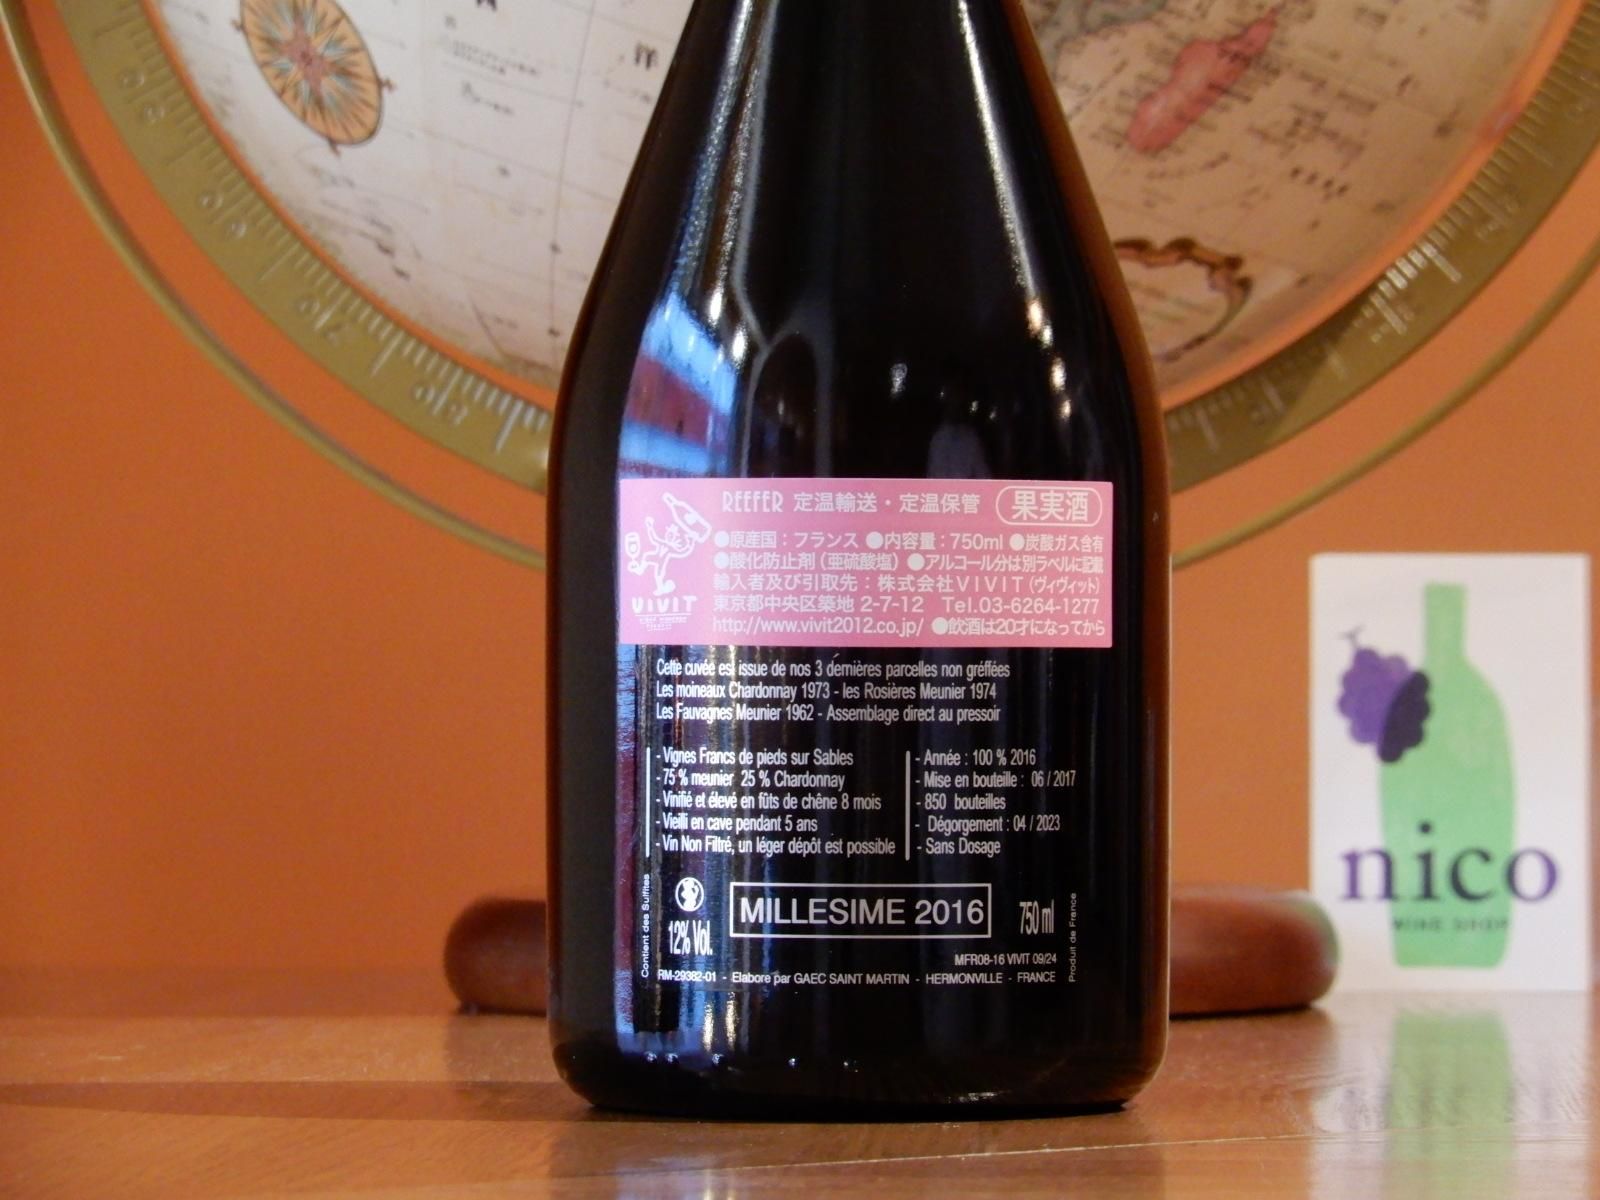 洋
REEFER 定温輸送・定温保管 果実酒
●原産国：フランス ●内容量：750ml ●炭酸ガス含有
●酸化防止剤（亜硫酸塩） ●アルコール分は別ラベルに記載
輸入者及び引取先：株式会社VIVIT（ヴィヴィット）
東京都中央区築地 2-7-12 Tel.03-6264-1277
http://www.vivit2012.co.jp/ ●飲酒は20才になってから
VIVIT
Cette cuvée est issue de nos 3 dernières parcelles non gréffées
Les moineaux Chardonnay 1973 - les Rosières Meunier 1974
Les Fauvagnes Meunier 1962 - Assemblage direct au pressoir
- Vignes Francs de pieds sur Sables
- 75 % meunier 25 % Chardonnay
- Vinifié et élevé en fûts de chêne 8 mois
- Vieilli en cave pendant 5 ans
- Vin Non Filtré, un léger dépôt est possible
- Année : 100 % 2016
- Mise en bouteille : 06 / 2017
- 850 bouteilles
- Dégorgement : 04 / 2023
- Sans Dosage
Contient des Sulfites
12% Vol.
MILLESIME 2016
750 ml
Produit de France
MFR08-16 VIVIT 09/24
RM-29382-01 - Elabore par GAEC SAINT MARTIN - HERMONVILLE - FRANCE
nico
WINE SHOP